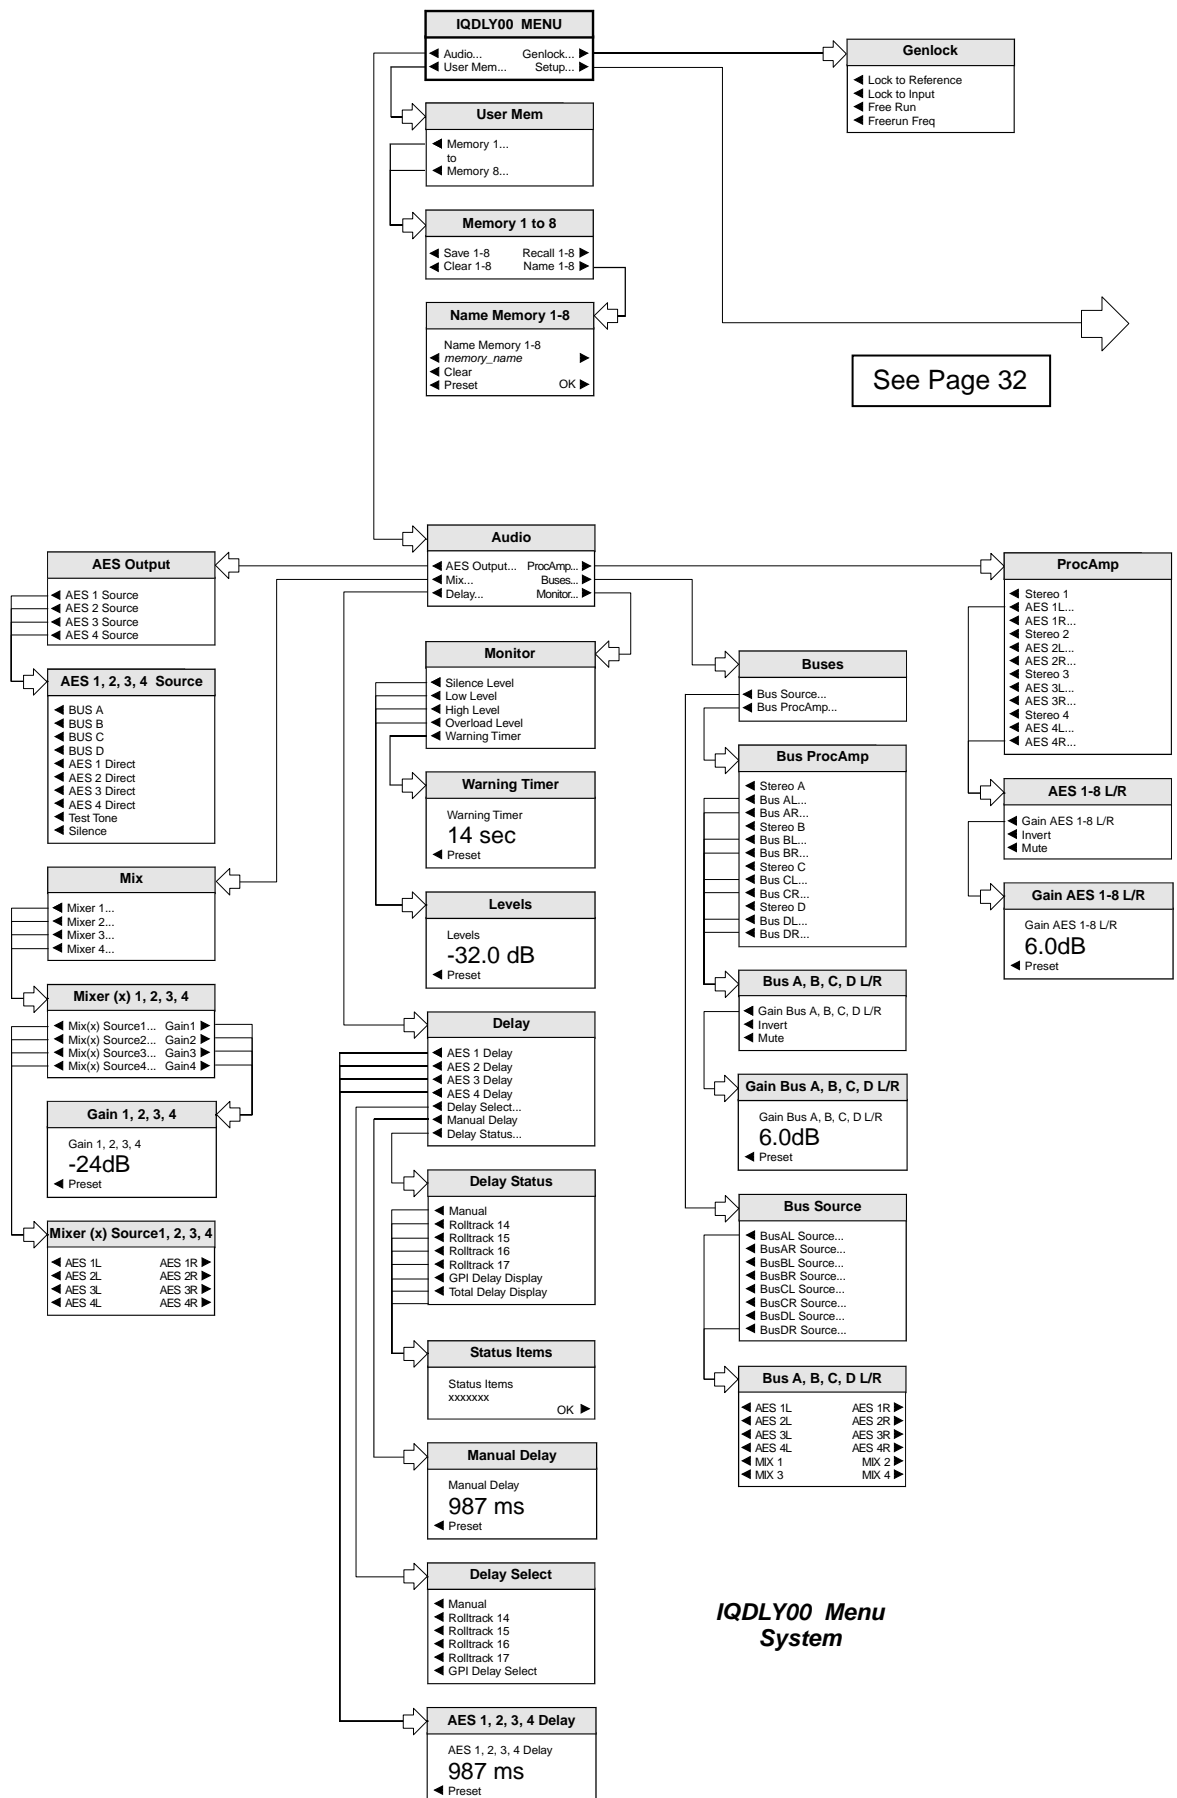 IQDLY00 MENU
Audio... Genlock...
User Mem... Setup...
Genlock
Lock to Reference
Lock to Input
Free Run
Freerun Freq
User Mem
Memory 1...
to
Memory 8...
Memory 1 to 8
Save 1-8 Recall 1-8
Clear 1-8 Name 1-8
Name Memory 1-8
Name Memory 1-8
memory_name
Clear
Preset OK
See Page 32
Audio
AES Output... ProcAmp...
Mix... Buses...
Delay... Monitor...
AES Output
AES 1 Source
AES 2 Source
AES 3 Source
AES 4 Source
AES 1, 2, 3, 4 Source
BUS A
BUS B
BUS C
BUS D
AES 1 Direct
AES 2 Direct
AES 3 Direct
AES 4 Direct
Test Tone
Silence
Mix
Mixer 1...
Mixer 2...
Mixer 3...
Mixer 4...
Mixer (x) 1, 2, 3, 4
Mix(x) Source1... Gain1
Mix(x) Source2... Gain2
Mix(x) Source3... Gain3
Mix(x) Source4... Gain4
Gain 1, 2, 3, 4
Gain 1, 2, 3, 4
-24dB
Preset
Mixer (x) Source1, 2, 3, 4
AES 1L AES 1R
AES 2L AES 2R
AES 3L AES 3R
AES 4L AES 4R
Monitor
Silence Level
Low Level
High Level
Overload Level
Warning Timer
Warning Timer
Warning Timer
14 sec
Preset
Levels
Levels
-32.0 dB
Preset
Delay
AES 1 Delay
AES 2 Delay
AES 3 Delay
AES 4 Delay
Delay Select...
Manual Delay
Delay Status...
Delay Status
Manual
Rolltrack 14
Rolltrack 15
Rolltrack 16
Rolltrack 17
GPI Delay Display
Total Delay Display
Status Items
Status Items
xxxxxxx
OK
Manual Delay
Manual Delay
987 ms
Preset
Delay Select
Manual
Rolltrack 14
Rolltrack 15
Rolltrack 16
Rolltrack 17
GPI Delay Select
AES 1, 2, 3, 4 Delay
AES 1, 2, 3, 4 Delay
987 ms
Preset
Buses
Bus Source...
Bus ProcAmp...
Bus ProcAmp
Stereo A
Bus AL...
Bus AR...
Stereo B
Bus BL...
Bus BR...
Stereo C
Bus CL...
Bus CR...
Stereo D
Bus DL...
Bus DR...
Bus A, B, C, D L/R
Gain Bus A, B, C, D L/R
Invert
Mute
Gain Bus A, B, C, D L/R
Gain Bus A, B, C, D L/R
6.0dB
Preset
Bus Source
BusAL Source...
BusAR Source...
BusBL Source...
BusBR Source...
BusCL Source...
BusCR Source...
BusDL Source...
BusDR Source...
Bus A, B, C, D L/R
AES 1L AES 1R
AES 2L AES 2R
AES 3L AES 3R
AES 4L AES 4R
MIX 1 MIX 2
MIX 3 MIX 4
ProcAmp
Stereo 1
AES 1L...
AES 1R...
Stereo 2
AES 2L...
AES 2R...
Stereo 3
AES 3L...
AES 3R...
Stereo 4
AES 4L...
AES 4R...
AES 1-8 L/R
Gain AES 1-8 L/R
Invert
Mute
Gain AES 1-8 L/R
Gain AES 1-8 L/R
6.0dB
Preset
IQDLY00 Menu
System